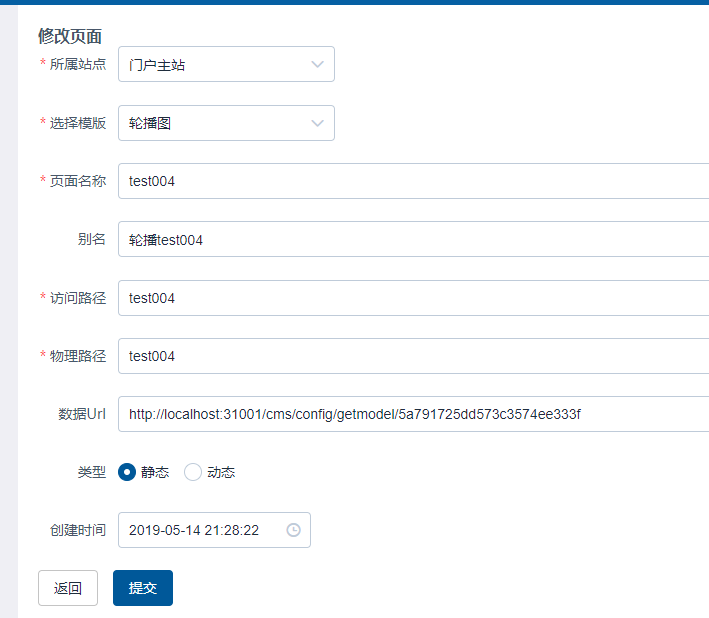 修改页面
* 所属站点 门户主站
* 选择模版 轮播图
* 页面名称 test004
别名 轮播test004
* 访问路径 test004
* 物理路径 test004
数据Url http://localhost:31001/cms/config/getmodel/5a791725dd573c3574ee333f
类型 静态 动态
创建时间 2019-05-14 21:28:22
返回 提交